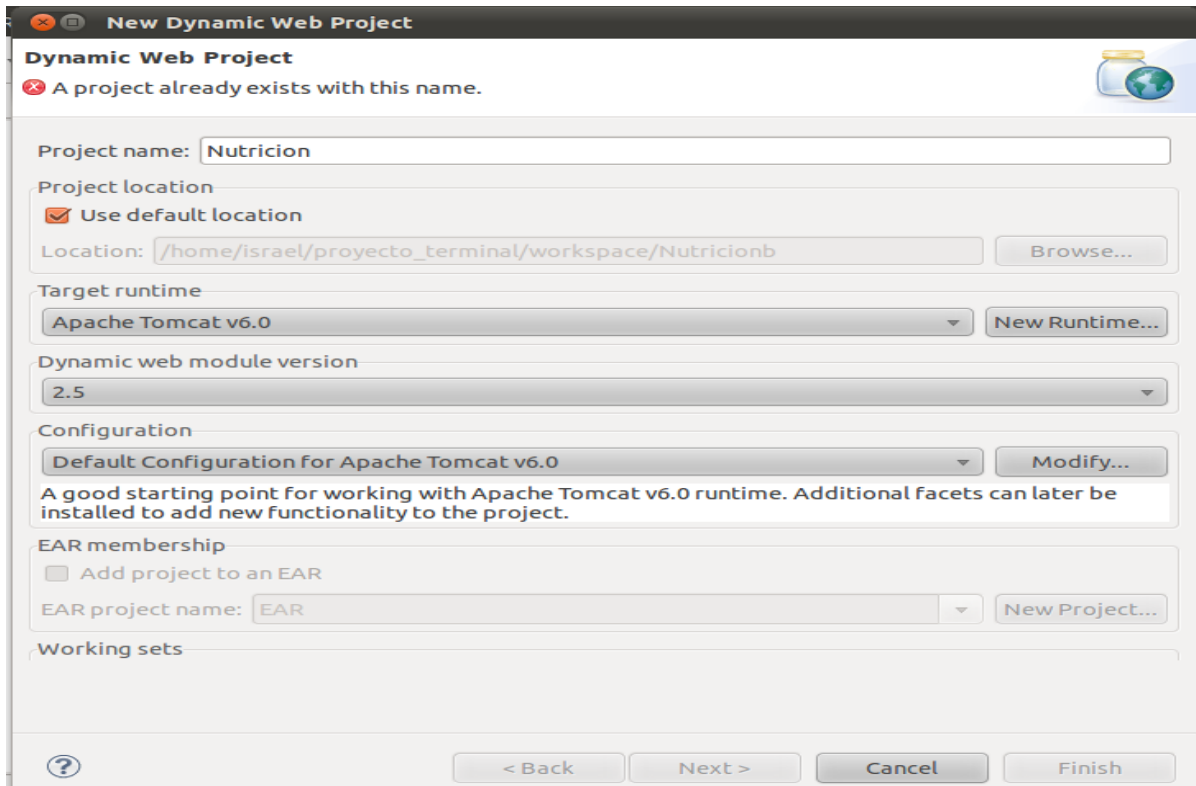 New Dynamic Web Project
Dynamic Web Project
A project already exists with this name.
Project name: Nutricion
Project location
Use default location
Location: /home/israel/proyecto_terminal/workspace/Nutricionb Browse...
Target runtime
Apache Tomcat v6.0 New Runtime...
Dynamic web module version
2.5
Configuration
Default Configuration for Apache Tomcat v6.0 Modify...
A good starting point for working with Apache Tomcat v6.0 runtime. Additional facets can later be
installed to add new functionality to the project.
EAR membership
Add project to an EAR
EAR project name: EAR New Project...
Working sets
? < Back Next > Cancel Finish